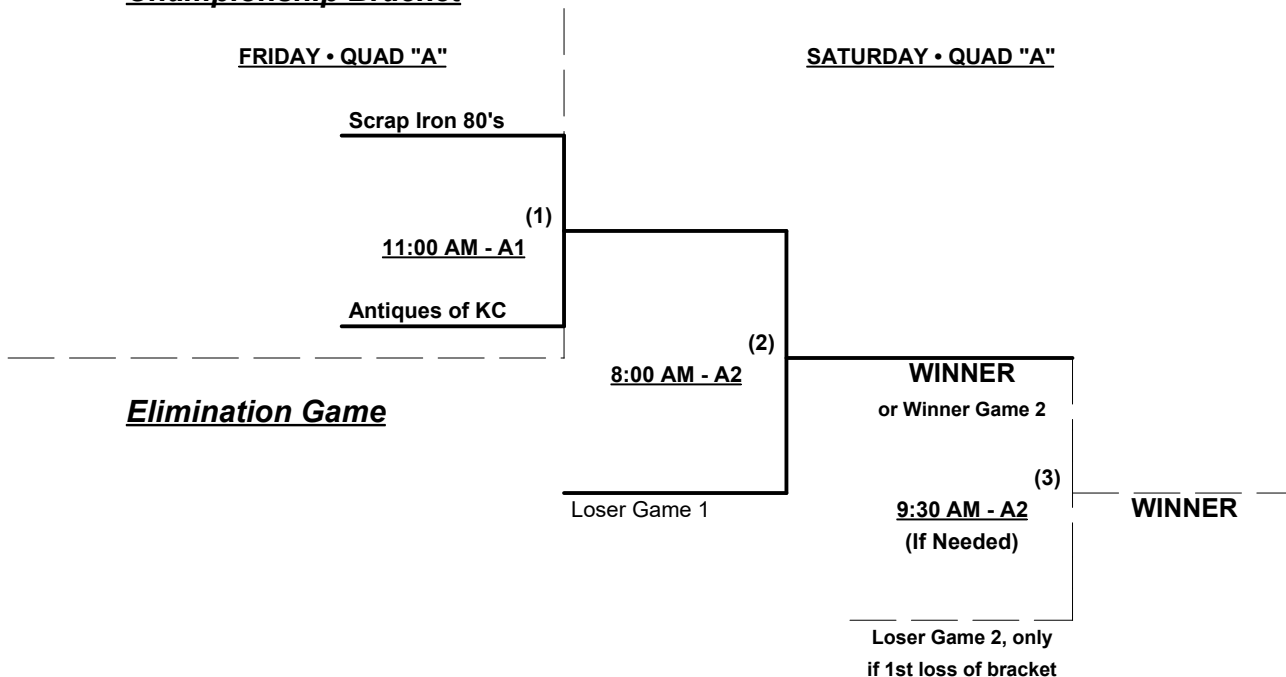 Championship Bracket
FRIDAY • QUAD "A"
SATURDAY • QUAD "A"
Scrap Iron 80's
(1)
11:00 AM - A1
Antiques of KC
(2)
8:00 AM - A2
WINNER
or Winner Game 2
Elimination Game
Loser Game 1
(3)
9:30 AM - A2
(If Needed)
WINNER
Loser Game 2, only
if 1st loss of bracket